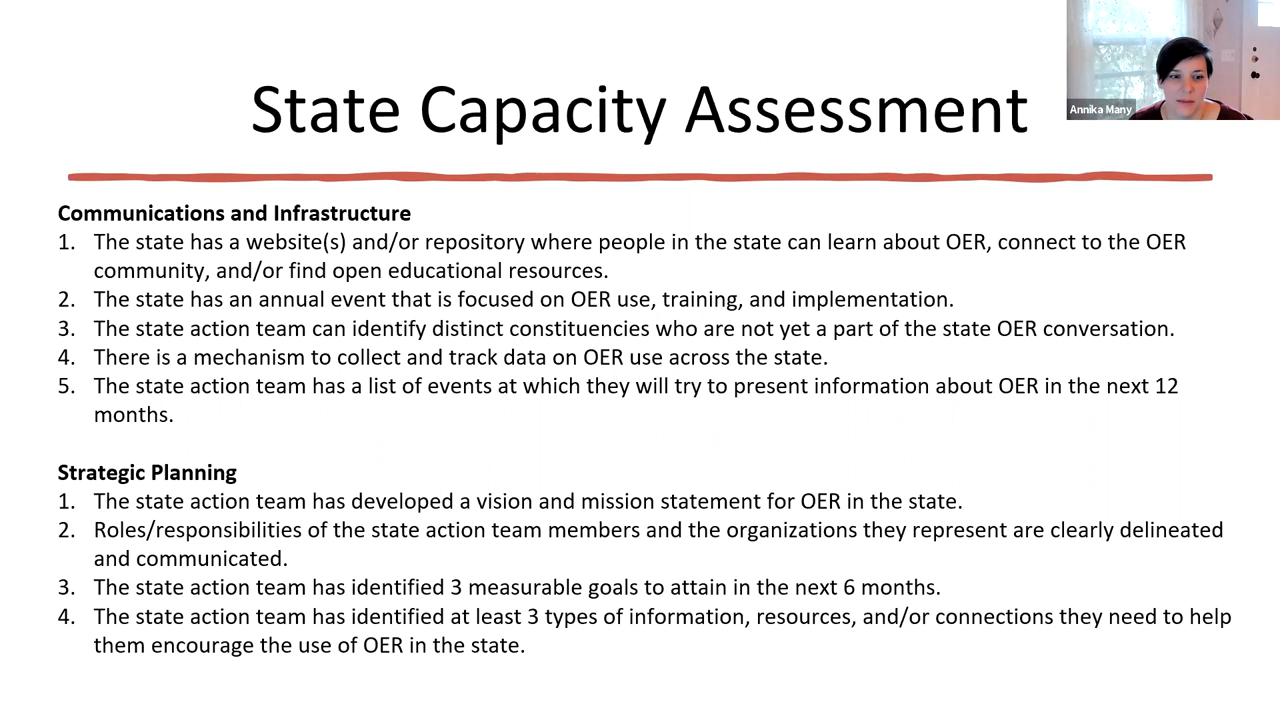 State Capacity Assessment
Annika Many
Communications and Infrastructure
1. The state has a website(s) and/or repository where people in the state can learn about OER, connect to the OER
community, and/or find open educational resources.
2. The state has an annual event that is focused on OER use, training, and implementation.
3. The state action team can identify distinct constituencies who are not yet a part of the state OER conversation.
4. There is a mechanism to collect and track data on OER use across the state.
5. The state action team has a list of events at which they will try to present information about OER in the next 12
months.
Strategic Planning
1. The state action team has developed a vision and mission statement for OER in the state.
2. Roles/responsibilities of the state action team members and the organizations they represent are clearly delineated
and communicated.
3. The state action team has identified 3 measurable goals to attain in the next 6 months.
4. The state action team has identified at least 3 types of information, resources, and/or connections they need to help
them encourage the use of OER in the state.